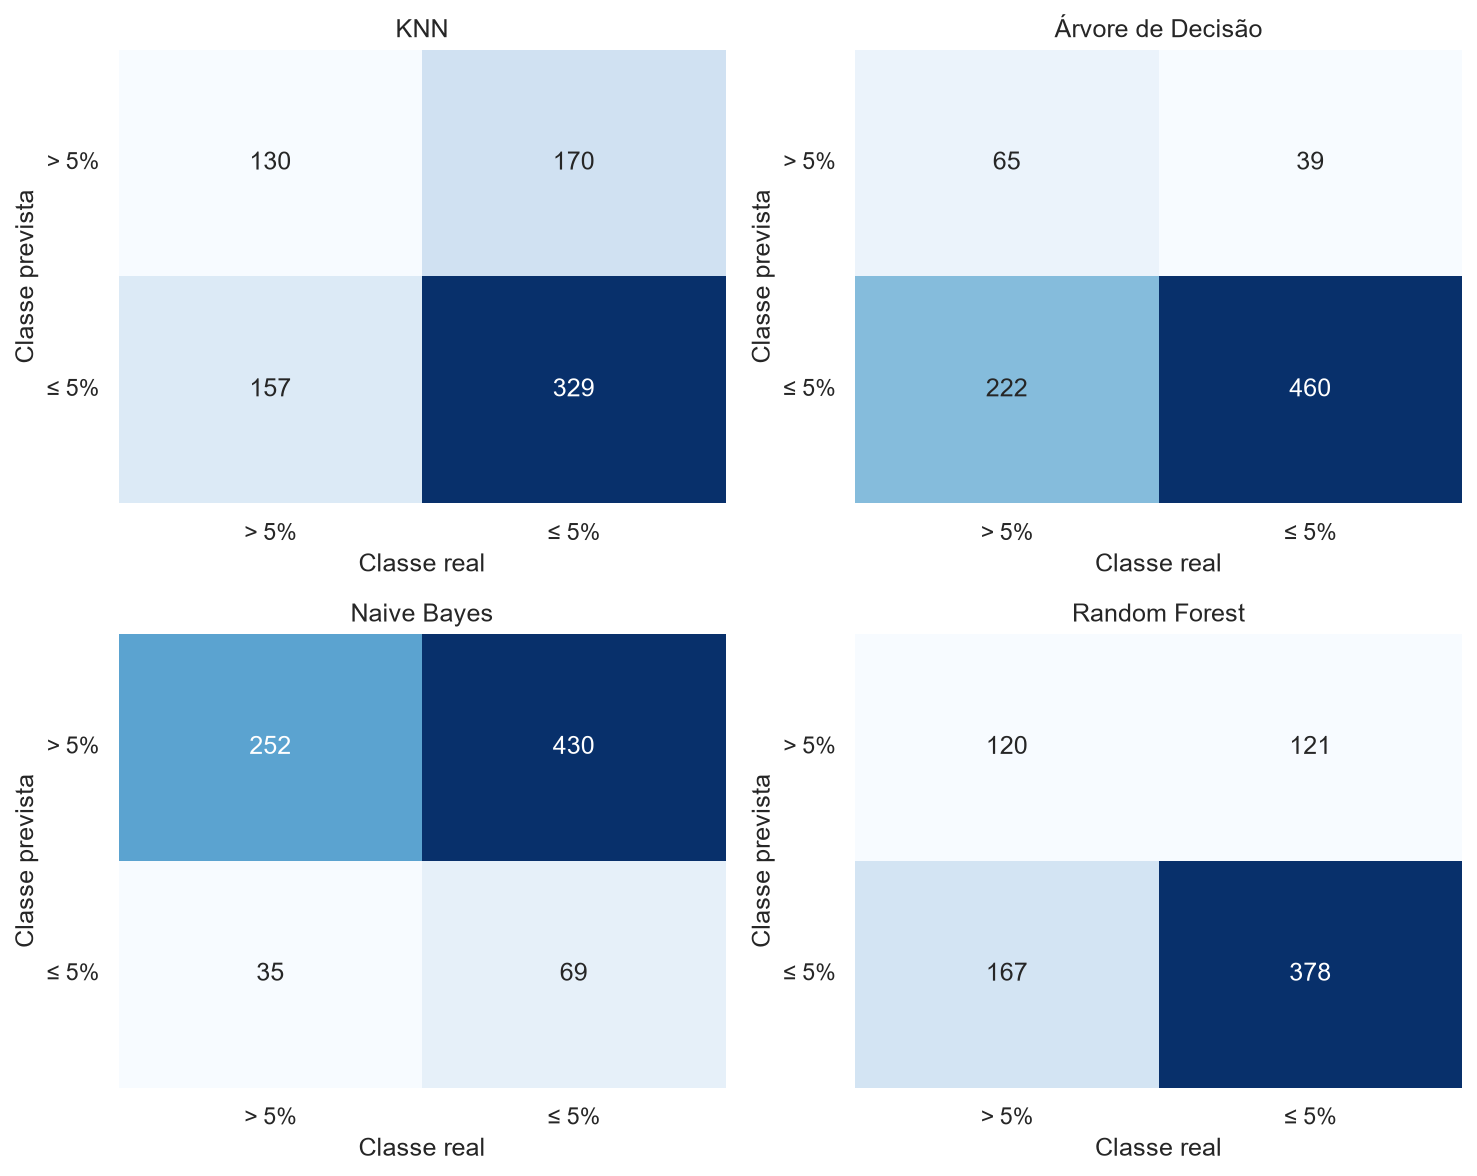 KNN
> 5%
130
170
Classe prevista
≤ 5%
157
329
> 5%
≤ 5%
Classe real
Árvore de Decisão
> 5%
65
39
Classe prevista
≤ 5%
222
460
> 5%
≤ 5%
Classe real
Naive Bayes
> 5%
252
430
Classe prevista
≤ 5%
35
69
> 5%
≤ 5%
Classe real
Random Forest
> 5%
120
121
Classe prevista
≤ 5%
167
378
> 5%
≤ 5%
Classe real